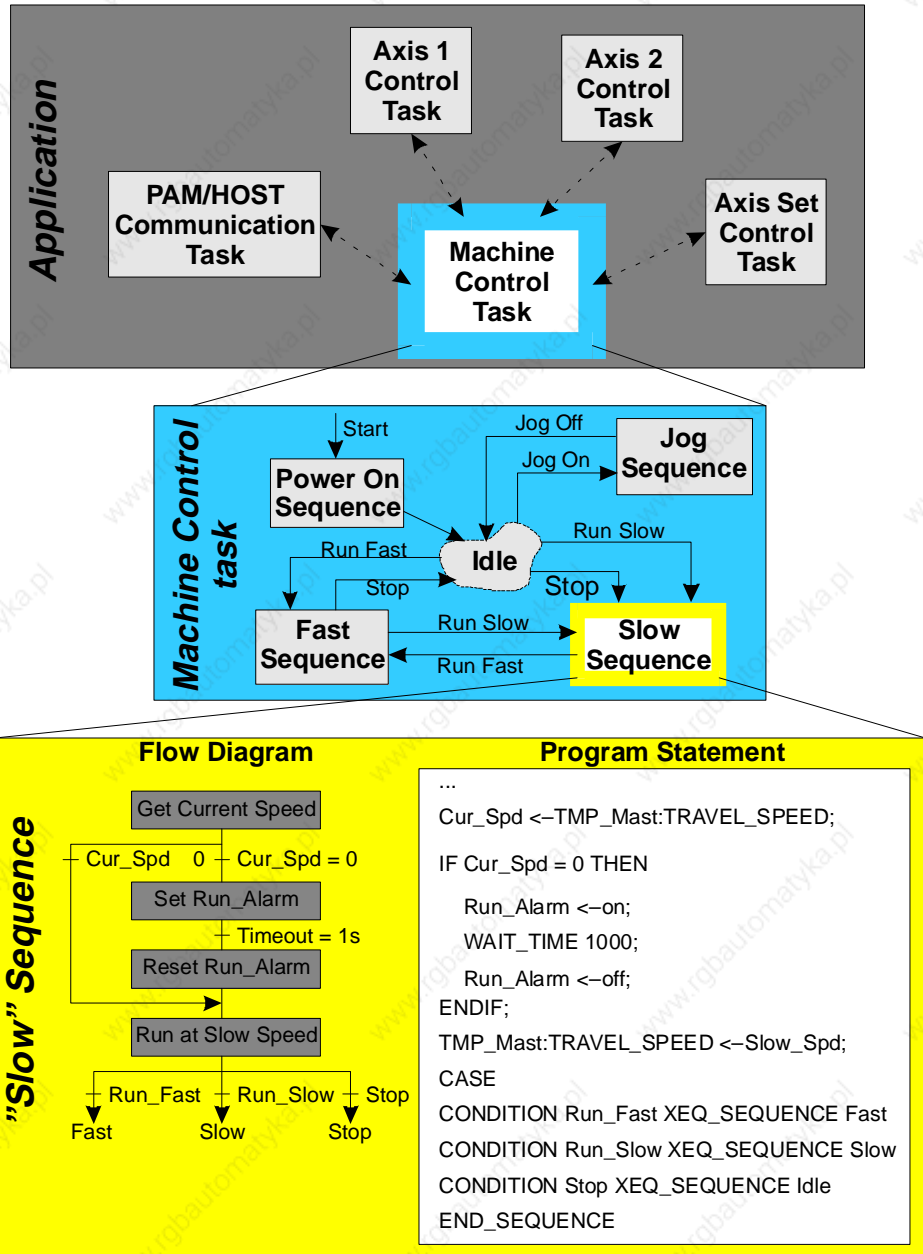 Application
Axis 1
Control
Task
Axis 2
Control
Task
PAM/HOST
Communication
Task
Machine
Control
Task
Axis Set
Control
Task
Machine Control
task
Start
Power On
Sequence
Jog Off
Jog On
Jog
Sequence
Idle
Run Fast
Stop
Run Slow
Stop
Fast
Sequence
Run Slow
Run Fast
Slow
Sequence
"Slow" Sequence
Flow Diagram
Get Current Speed
Cur_Spd 0
Cur_Spd = 0
Set Run_Alarm
Timeout = 1s
Reset Run_Alarm
Run at Slow Speed
Run_Fast
Run_Slow
Stop
Fast
Slow
Stop
Program Statement
...
Cur_Spd <–TMP_Mast:TRAVEL_SPEED;
IF Cur_Spd = 0 THEN
Run_Alarm <–on;
WAIT_TIME 1000;
Run_Alarm <–off;
ENDIF;
TMP_Mast:TRAVEL_SPEED <–Slow_Spd;
CASE
CONDITION Run_Fast XEQ_SEQUENCE Fast
CONDITION Run_Slow XEQ_SEQUENCE Slow
CONDITION Stop XEQ_SEQUENCE Idle
END_SEQUENCE
www.rgbautomatyka.pl